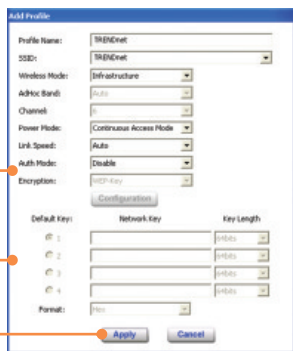 Add Profile
Profile Name: TRENDnet
SSID: TRENDnet
Wireless Mode: Infrastructure
AdHoc Band: Auto
Channel: 6
Power Mode: Continuous Access Mode
Link Speed: Auto
Auth Mode: Disable
Encryption: WEP-Key
Configuration
Default Key: Network Key Key Length
1 64bits
2 64bits
3 64bits
4 64bits
Format: Hex
Apply Cancel